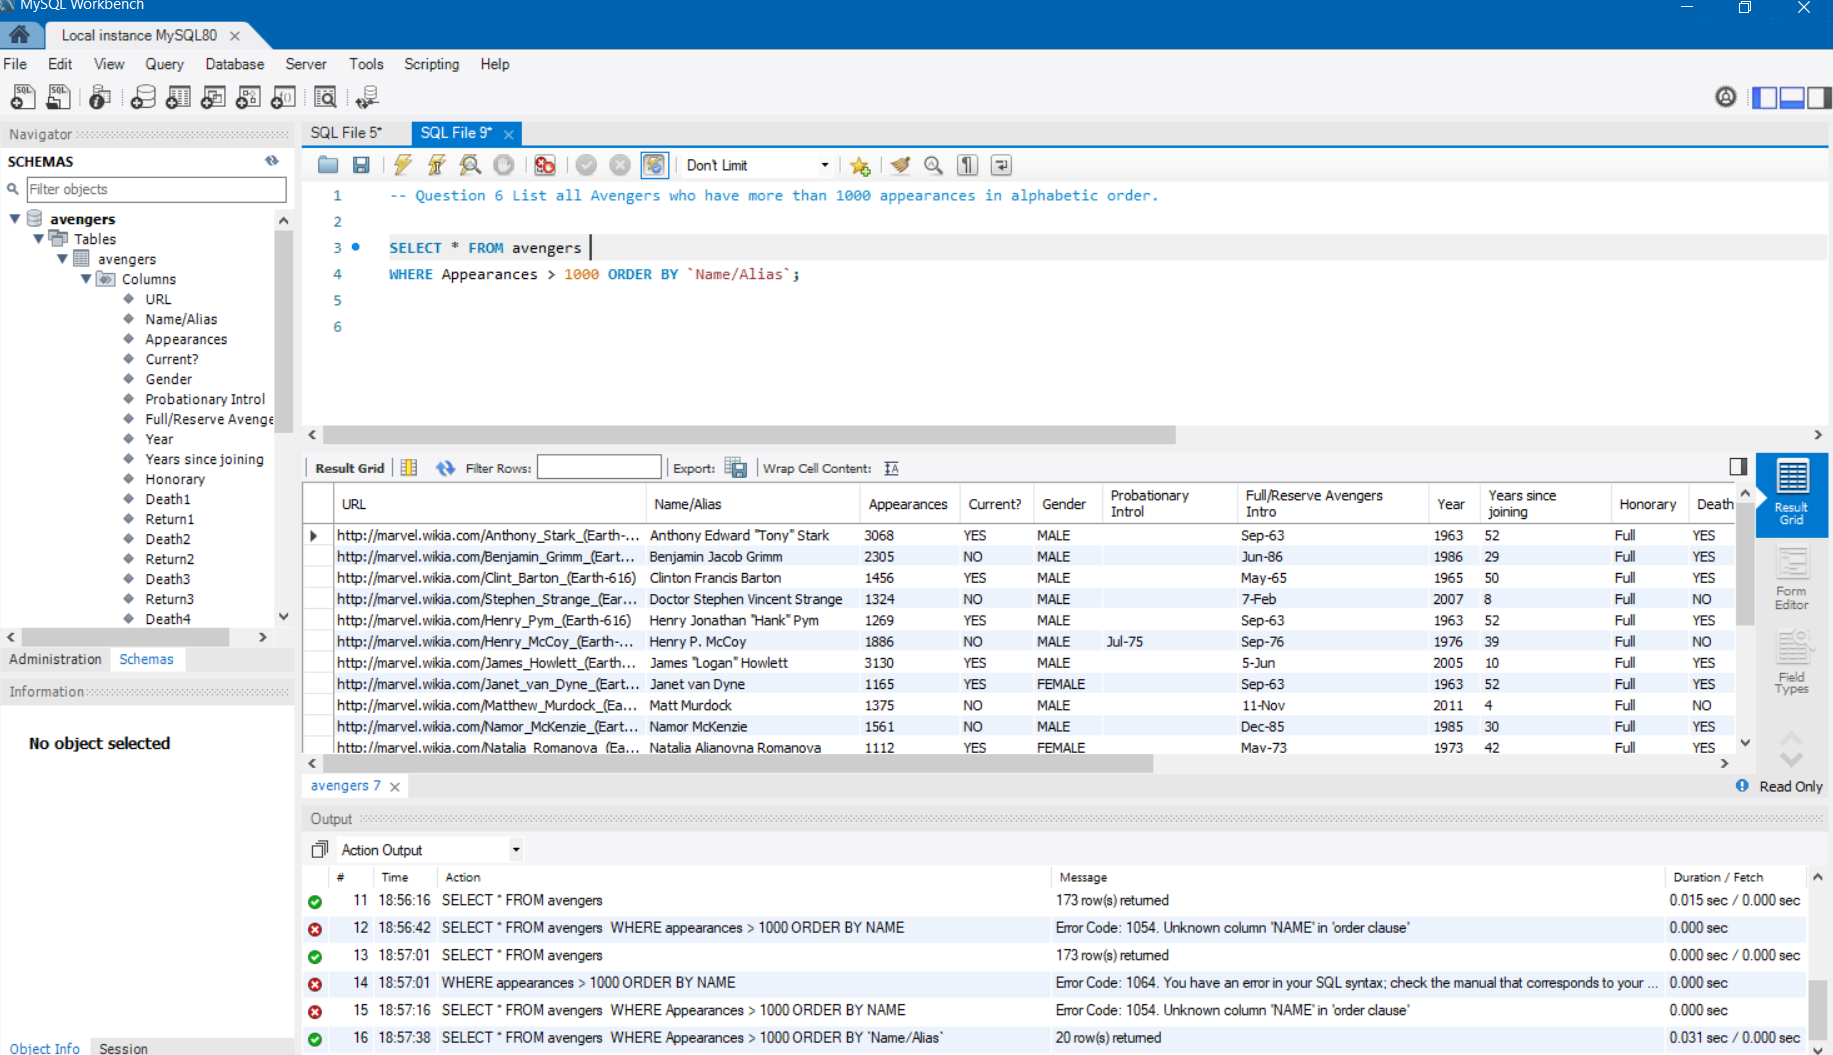 MySQL Workbench
Local instance MySQL80
File Edit View Query Database Server Tools Scripting Help
Navigator
SCHEMAS
Filter objects
avengers
Tables
avengers
Columns
URL
Name/Alias
Appearances
Current?
Gender
Probationary Introl
Full/Reserve Avenge
Year
Years since joining
Honorary
Death1
Return1
Death2
Return2
Death3
Return3
Death4
Administration Schemas
Information
No object selected
Object Info Session
SQL File 5* SQL File 9*
Don't Limit
1 -- Question 6 List all Avengers who have more than 1000 appearances in alphabetic order.
2
3 SELECT * FROM avengers
4 WHERE Appearances > 1000 ORDER BY `Name/Alias`;
5
6
Result Grid Filter Rows: Export: Wrap Cell Content:
URL Name/Alias Appearances Current? Gender Probationary Introl Full/Reserve Avengers Intro Year Years since joining Honorary Death
http://marvel.wikia.com/Anthony_Stark_(Earth-... Anthony Edward "Tony" Stark 3068 YES MALE Sep-63 1963 52 Full YES
http://marvel.wikia.com/Benjamin_Grimm_(Eart... Benjamin Jacob Grimm 2305 NO MALE Jun-86 1986 29 Full YES
http://marvel.wikia.com/Clint_Barton_(Earth-616) Clinton Francis Barton 1456 YES MALE May-65 1965 50 Full YES
http://marvel.wikia.com/Stephen_Strange_(Ear... Doctor Stephen Vincent Strange 1324 NO MALE 7-Feb 2007 8 Full NO
http://marvel.wikia.com/Henry_Pym_(Earth-616) Henry Jonathan "Hank" Pym 1269 YES MALE Sep-63 1963 52 Full YES
http://marvel.wikia.com/Henry_McCoy_(Earth-... Henry P. McCoy 1886 NO MALE Jul-75 Sep-76 1976 39 Full NO
http://marvel.wikia.com/James_Howlett_(Earth... James "Logan" Howlett 3130 YES MALE 5-Jun 2005 10 Full YES
http://marvel.wikia.com/Janet_van_Dyne_(Eart... Janet van Dyne 1165 YES FEMALE Sep-63 1963 52 Full YES
http://marvel.wikia.com/Matthew_Murdock_(Ea... Matt Murdock 1375 NO MALE 11-Nov 2011 4 Full NO
http://marvel.wikia.com/Namor_McKenzie_(Eart... Namor McKenzie 1561 NO MALE Dec-85 1985 30 Full YES
http://marvel.wikia.com/Natalia_Romanova_(Ea... Natalia Alianovna Romanova 1112 YES FEMALE May-73 1973 42 Full YES
Result Grid
Form Editor
Field Types
avengers 7
Read Only
Output
Action Output
# Time Action Message Duration / Fetch
11 18:56:16 SELECT * FROM avengers 173 row(s) returned 0.015 sec / 0.000 sec
12 18:56:42 SELECT * FROM avengers WHERE appearances > 1000 ORDER BY NAME Error Code: 1054. Unknown column 'NAME' in 'order clause' 0.000 sec
13 18:57:01 SELECT * FROM avengers 173 row(s) returned 0.000 sec / 0.000 sec
14 18:57:01 WHERE appearances > 1000 ORDER BY NAME Error Code: 1064. You have an error in your SQL syntax; check the manual that corresponds to your ... 0.000 sec
15 18:57:16 SELECT * FROM avengers WHERE Appearances > 1000 ORDER BY NAME Error Code: 1054. Unknown column 'NAME' in 'order clause' 0.000 sec
16 18:57:38 SELECT * FROM avengers WHERE Appearances > 1000 ORDER BY `Name/Alias` 20 row(s) returned 0.031 sec / 0.000 sec